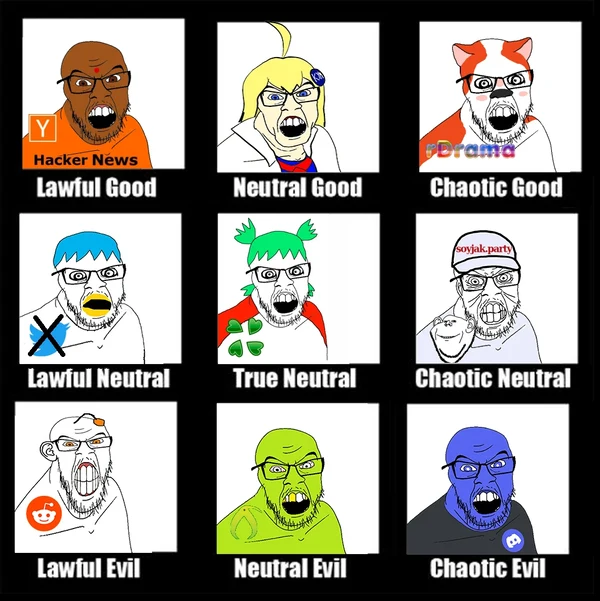 Y
Hacker News
rDrama
Lawful Good
Neutral Good
Chaotic Good
soyjak.party
X
Lawful Neutral
True Neutral
Chaotic Neutral
Lawful Evil
Neutral Evil
Chaotic Evil